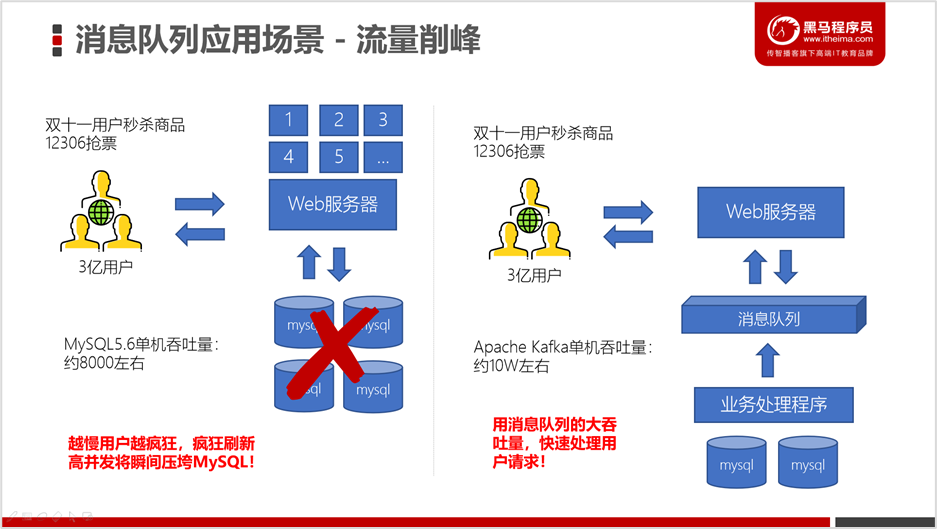 消息队列应用场景 - 流量削峰
黑马程序员
www.itheima.com
传智播客旗下高端IT教育品牌
双十一用户秒杀商品
12306抢票
3亿用户
1
2
3
4
5
...
Web服务器
mysql
mysql
mysql
mysql
MySQL5.6单机吞吐量：
约8000左右
越慢用户越疯狂，疯狂刷新
高并发将瞬间压垮MySQL！
双十一用户秒杀商品
12306抢票
3亿用户
Web服务器
消息队列
Apache Kafka单机吞吐量：
约10W左右
业务处理程序
mysql
mysql
用消息队列的大吞
吐量，快速处理用
户请求！